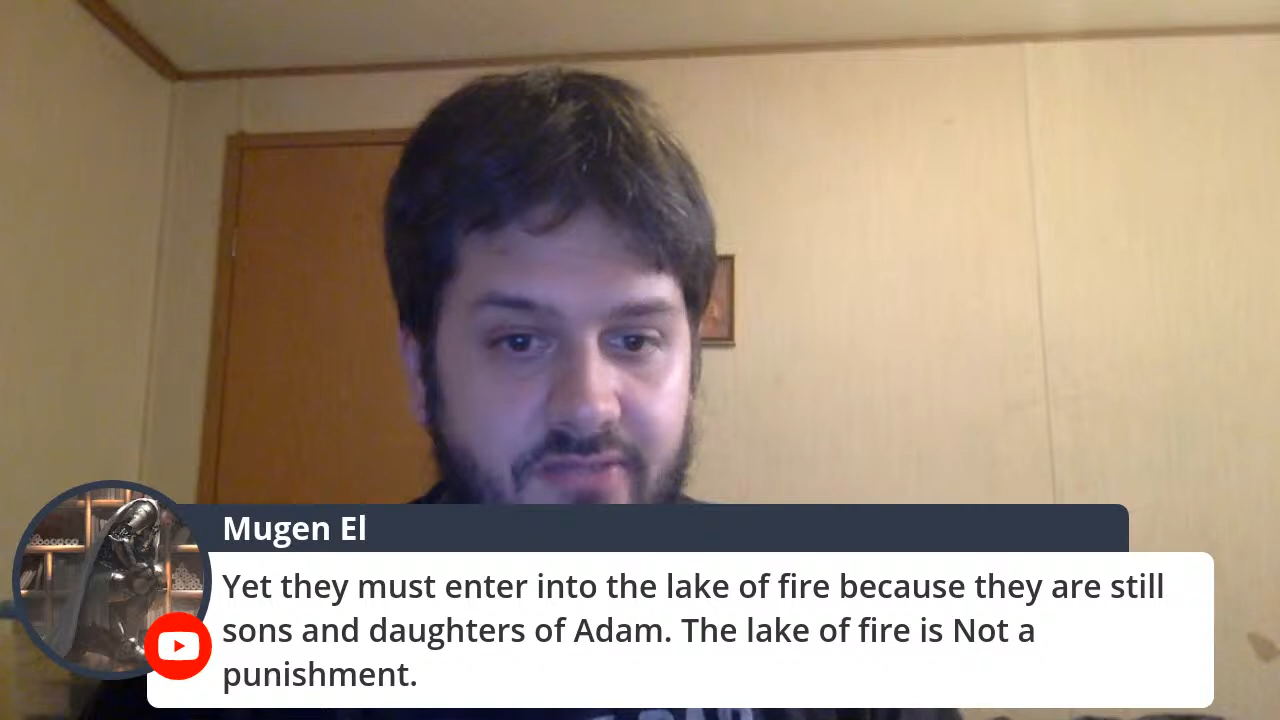 Mugen El
Yet they must enter into the lake of fire because they are still
sons and daughters of Adam. The lake of fire is Not a
punishment.